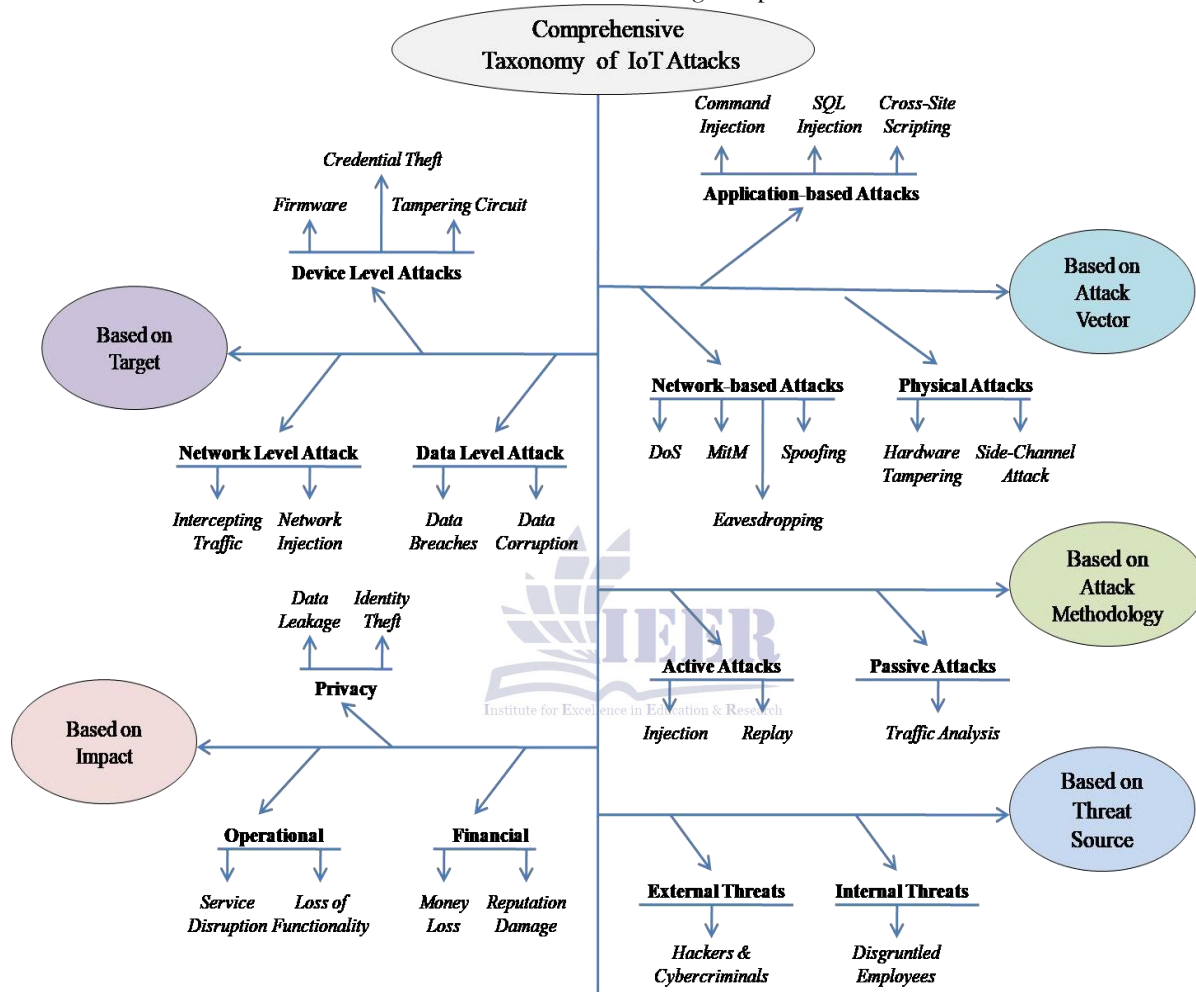 Comprehensive
Taxonomy of IoT Attacks
Command
Injection
SQL
Injection
Cross-Site
Scripting
Application-based Attacks
Credential Theft
Firmware
Tampering Circuit
Device Level Attacks
Based on
Attack
Vector
Based on
Target
Network-based Attacks
DoS
MitM
Spoofing
Eavesdropping
Physical Attacks
Hardware
Tampering
Side-Channel
Attack
Network Level Attack
Intercepting
Traffic
Network
Injection
Data Level Attack
Data
Breaches
Data
Corruption
Based on
Attack
Methodology
Data
Leakage
Identity
Theft
Privacy
IEER
Institute for Excellence in Education & Research
Active Attacks
Injection
Replay
Passive Attacks
Traffic Analysis
Based on
Impact
Based on
Threat
Source
Operational
Service
Disruption
Loss of
Functionality
Financial
Money
Loss
Reputation
Damage
External Threats
Hackers &
Cybercriminals
Internal Threats
Disgruntled
Employees